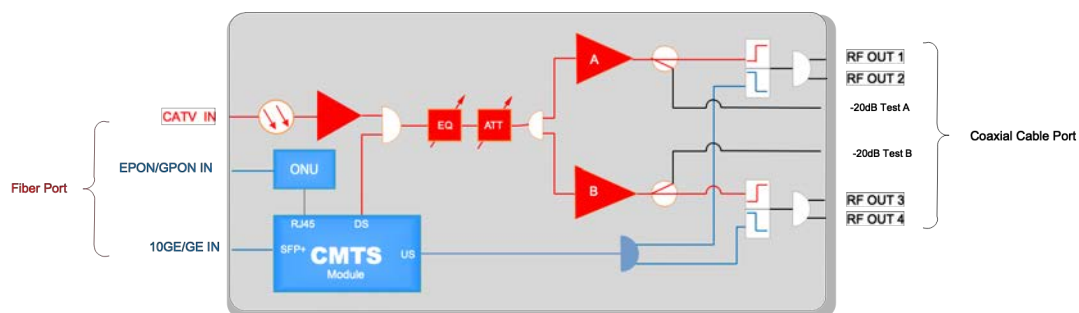 A
RF OUT 1
RF OUT 2
CATV IN
EQ
ATT
-20dB Test A
Coaxial Cable Port
EPON/GPON IN
ONU
-20dB Test B
Fiber Port
B
RF OUT 3
RF OUT 4
RJ45
DS
10GE/GE IN
SFP+
CMTS
US
Module